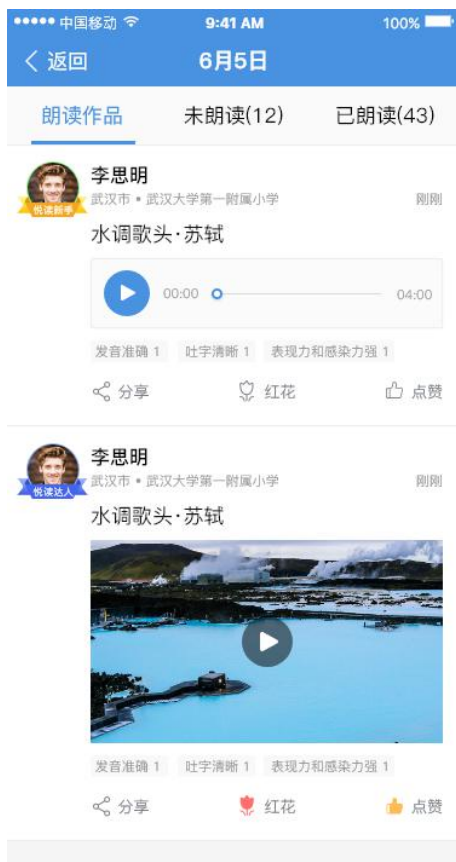 中国移动 9:41 AM 100%
返回 6月5日
朗读作品 未朗读(12) 已朗读(43)
李思明
武汉市 • 武汉大学第一附属小学 刚刚
悦读新手
水调歌头·苏轼
00:00 04:00
发音准确 1 吐字清晰 1 表现力和感染力强 1
分享 红花 点赞
李思明
武汉市 • 武汉大学第一附属小学 刚刚
悦读达人
水调歌头·苏轼
发音准确 1 吐字清晰 1 表现力和感染力强 1
分享 红花 点赞